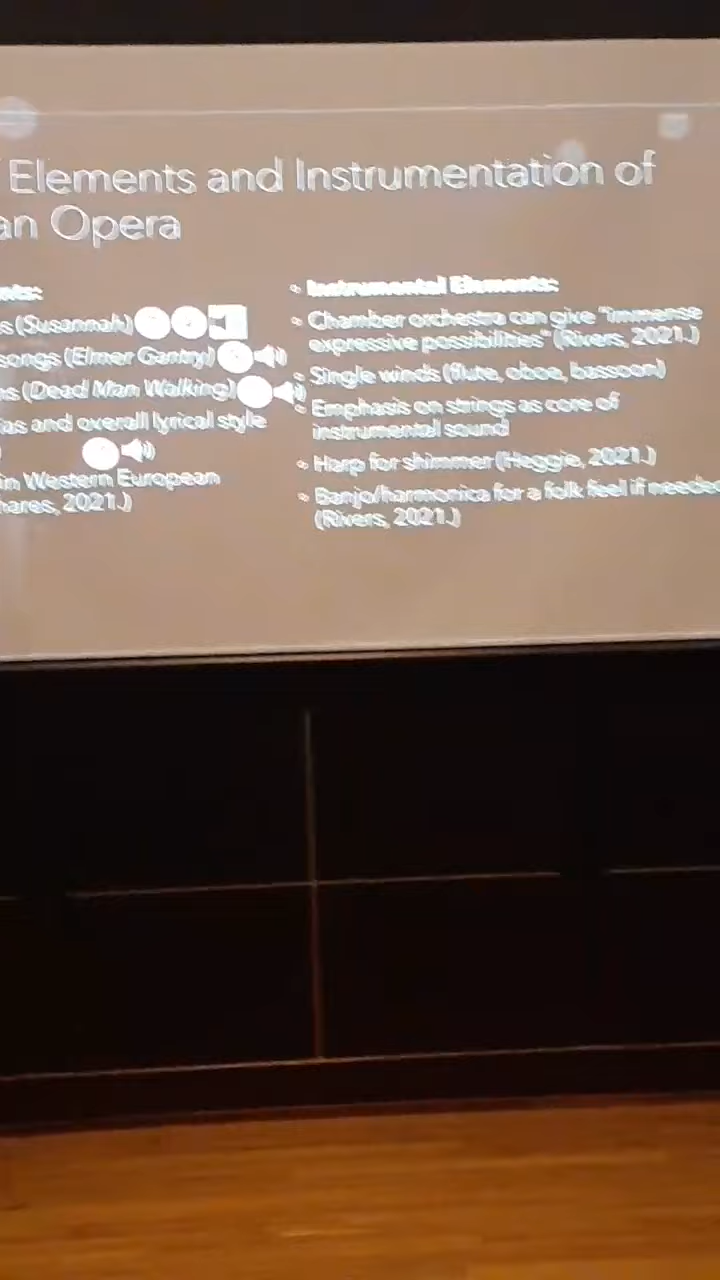 Elements and Instrumentation of
an Opera
nts:
s (Susannah)
songs (Elmer Gantry)
ns (Dead Man Walking)
as and overall lyrical style
in Western European
hares, 2021.)
Instrumental Elements:
Chamber orchestra can give "immense
expressive possibilities" (Rivers, 2021.)
Single winds (flute, oboe, bassoon)
Emphasis on strings as core of
instrumental sound
Harp for shimmer (Heggie, 2021.)
Banjo/harmonica for a folk feel if needed
(Rivers, 2021.)